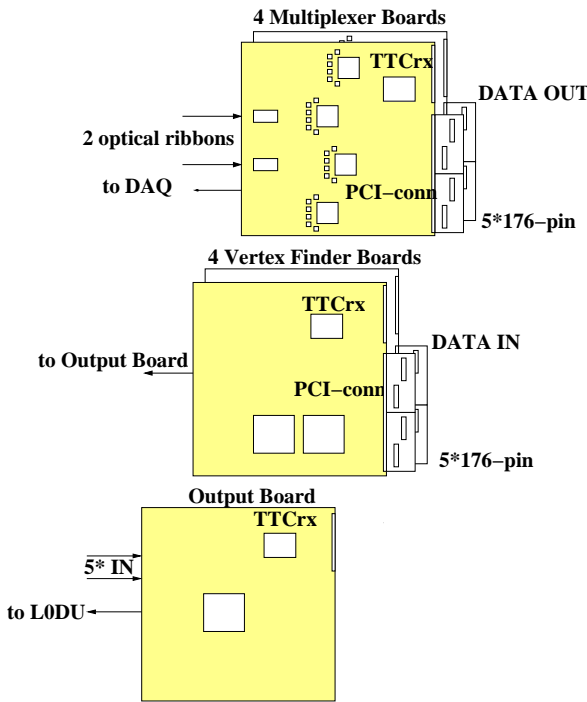 4 Multiplexer Boards
TTCrx
DATA OUT
2 optical ribbons
to DAQ
PCI−conn
5*176−pin
4 Vertex Finder Boards
TTCrx
DATA IN
to Output Board
PCI−conn
5*176−pin
Output Board
TTCrx
5* IN
to L0DU